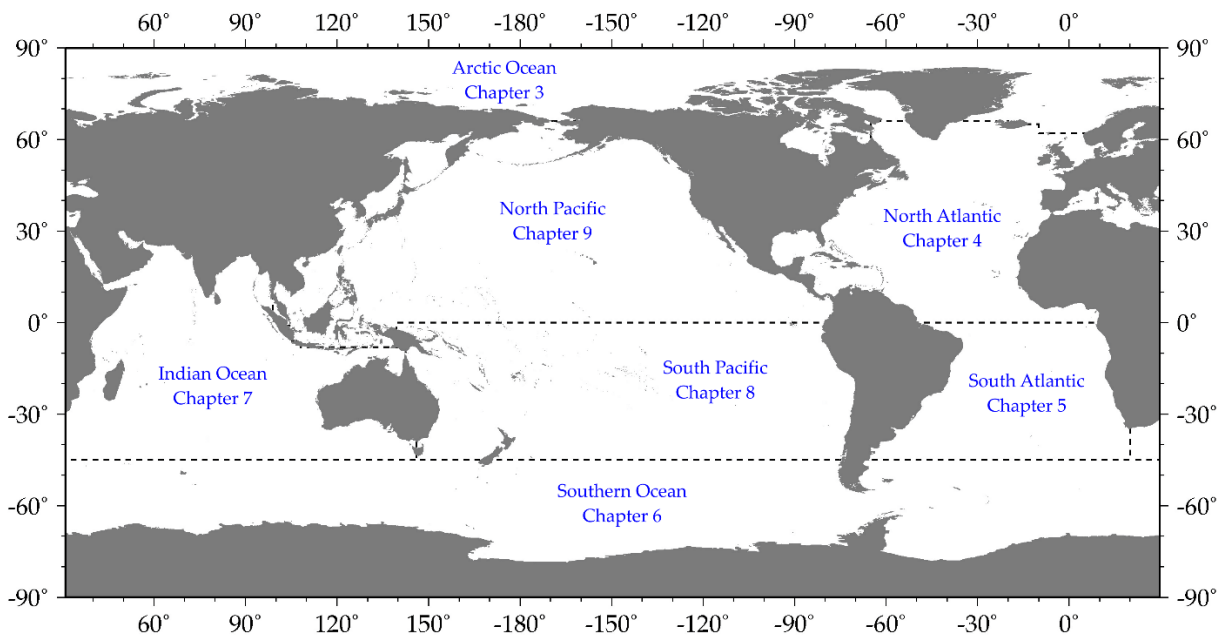 60° 90° 120° 150° -180° -150° -120° -90° -60° -30° 0°
90° 90°
Arctic Ocean
Chapter 3
60° 60°
North Pacific
Chapter 9
North Atlantic
Chapter 4
30° 30°
0° 0°
Indian Ocean
Chapter 7
South Pacific
Chapter 8
South Atlantic
Chapter 5
-30° -30°
Southern Ocean
Chapter 6
-60° -60°
-90° -90°
60° 90° 120° 150° -180° -150° -120° -90° -60° -30° 0°